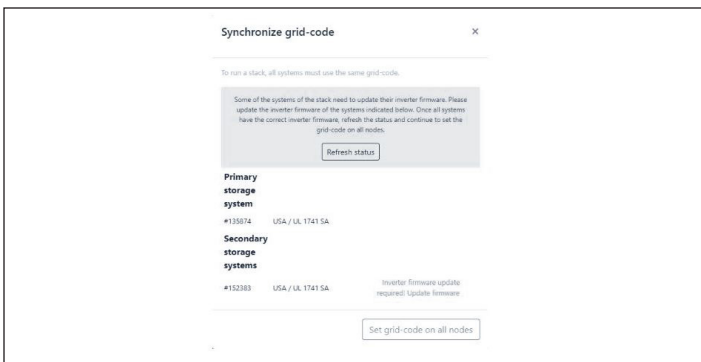 Synchronize grid-code ×
To run a stack, all systems must use the same grid-code.
Some of the systems of the stack need to update their inverter firmware. Please
update the inverter firmware of the systems indicated below. Once all systems
have the correct inverter firmware, refresh the status and continue to set the
grid-code on all nodes.
Refresh status
Primary
storage
system
#135874 USA / UL 1741 SA
Secondary
storage
systems
#152383 USA / UL 1741 SA
Inverter firmware update
required! Update firmware
Set grid-code on all nodes